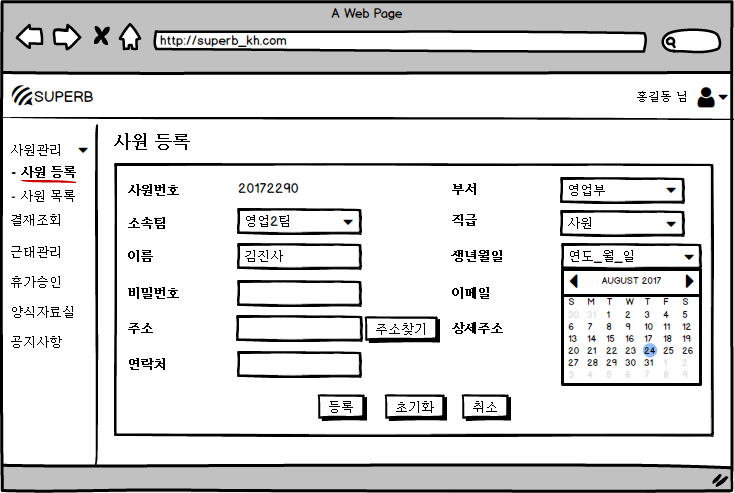 A Web Page
http://superb_kh.com
SUPERB
홍길동 님
사원관리
- 사원 등록
- 사원 목록
결재조회
근태관리
휴가승인
양식자료실
공지사항
사원 등록
사원번호 20172290 부서 영업부
소속팀 영업2팀 직급 사원
이름 김진사 생년월일 연도_월_일
비밀번호 이메일
주소 주소찾기 상세주소
연락처
AUGUST 2017
S M T W T F S
30 31 1 2 3 4 5
6 7 8 9 10 11 12
13 14 15 16 17 18 19
20 21 22 23 24 25 26
27 28 29 30 31 1 2
3 4 5 6 7 8 9
등록 초기화 취소